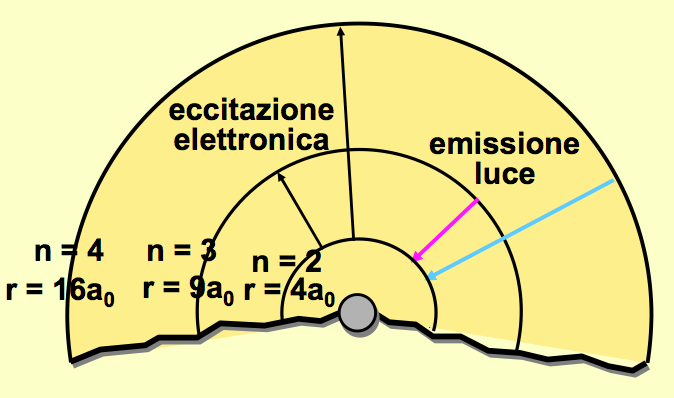 eccitazione
elettronica
emissione
luce
n = 4
r = 16a₀
n = 3
r = 9a₀
n = 2
r = 4a₀